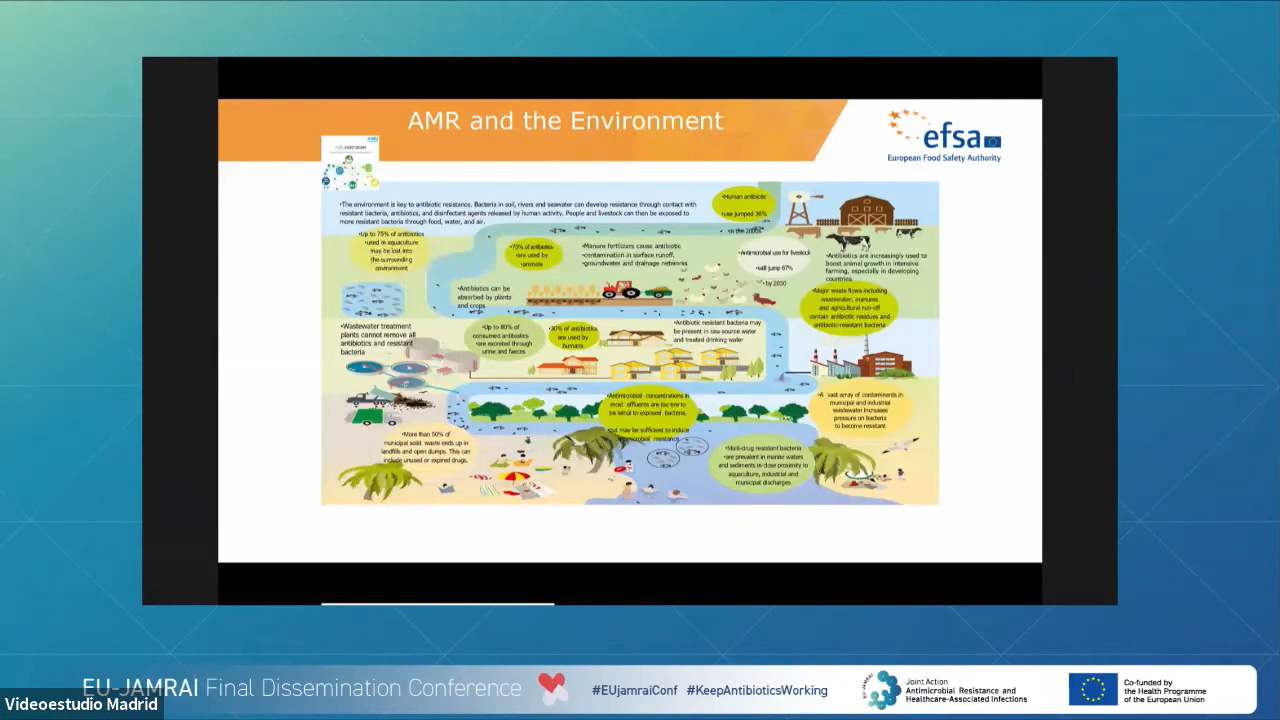 AMR and the Environment
efsa
European Food Safety Authority
•The environment is key to antibiotic resistance. Bacteria in soil, rivers and seawater can develop resistance through contact with
resistant bacteria, antibiotics, and disinfectant agents released by human activity. People and livestock can then be exposed to
more resistant bacteria through food, water, and air.
•Human antibiotic
•use jumped 36%
•in the 2000s
•Up to 75% of antibiotics
•used in aquaculture
may be lost into
the surrounding
environment
•70% of antibiotics
•are used by
•animals
•Manure fertilizers cause antibiotic
•contamination in surface runoff,
•groundwater and drainage networks
•Antimicrobial use for livestock
•will jump 67%
•by 2030
•Antibiotics are increasingly used to
boost animal growth in intensive
farming, especially in developing
countries
•Antibiotics can be
absorbed by plants
and crops
•Major waste flows including
wastewater, manures
and agricultural run-off
contain antibiotic residues and
antibiotic-resistant bacteria
•Wastewater treatment
plants cannot remove all
antibiotics and resistant
bacteria
•Up to 80% of
consumed antibiotics
•are excreted through
urine and faeces
•30% of antibiotics
are used by
humans
•Antibiotic resistant bacteria may
be present in raw source water
and treated drinking water
•Antimicrobial concentrations in
most effluents are too low to
be lethal to exposed bacteria,
•but may be sufficient to induce
antimicrobial resistance
•A vast array of contaminants in
municipal and industrial
wastewater increases
pressure on bacteria
to become resistant
•More than 50% of
municipal solid waste ends up in
landfills and open dumps. This can
include unused or expired drugs.
•Multi-drug resistant bacteria
•are prevalent in marine waters
and sediments in close proximity to
aquaculture, industrial and
municipal discharges
EU-JAMRAI Final Dissemination Conference
#EUjamraiConf #KeepAntibioticsWorking
EU-JAMRAI
Joint Action
Antimicrobial Resistance and
Healthcare-Associated Infections
Co-funded by
the Health Programme
of the European Union
Videoestudio Madrid